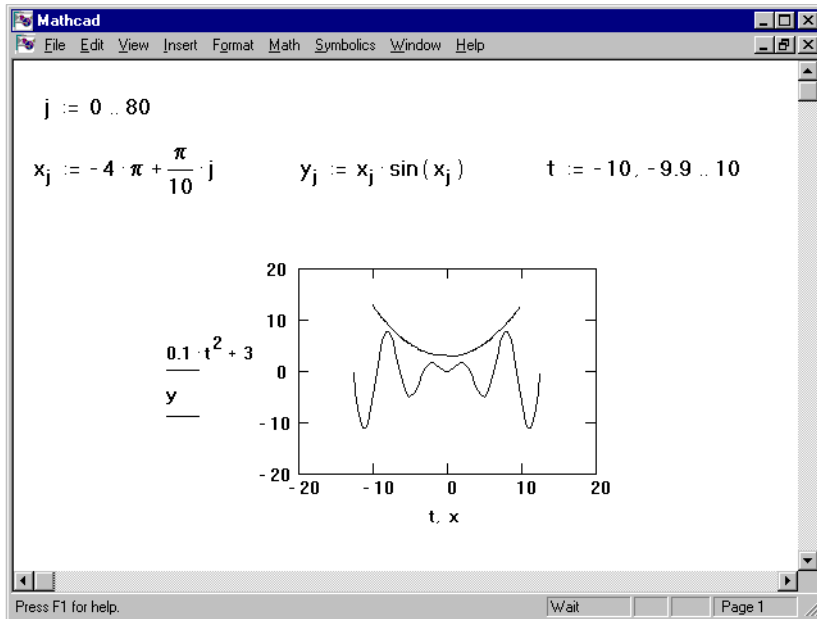 Mathcad
File Edit View Insert Format Math Symbolics Window Help
j := 0 .. 80
x_j := -4 · π + π/10 · j
y_j := x_j · sin(x_j)
t := -10, -9.9 .. 10
0.1 · t² + 3
y
20
10
0
-10
-20
-20 -10 0 10 20
t, x
Press F1 for help.
Wait
Page 1